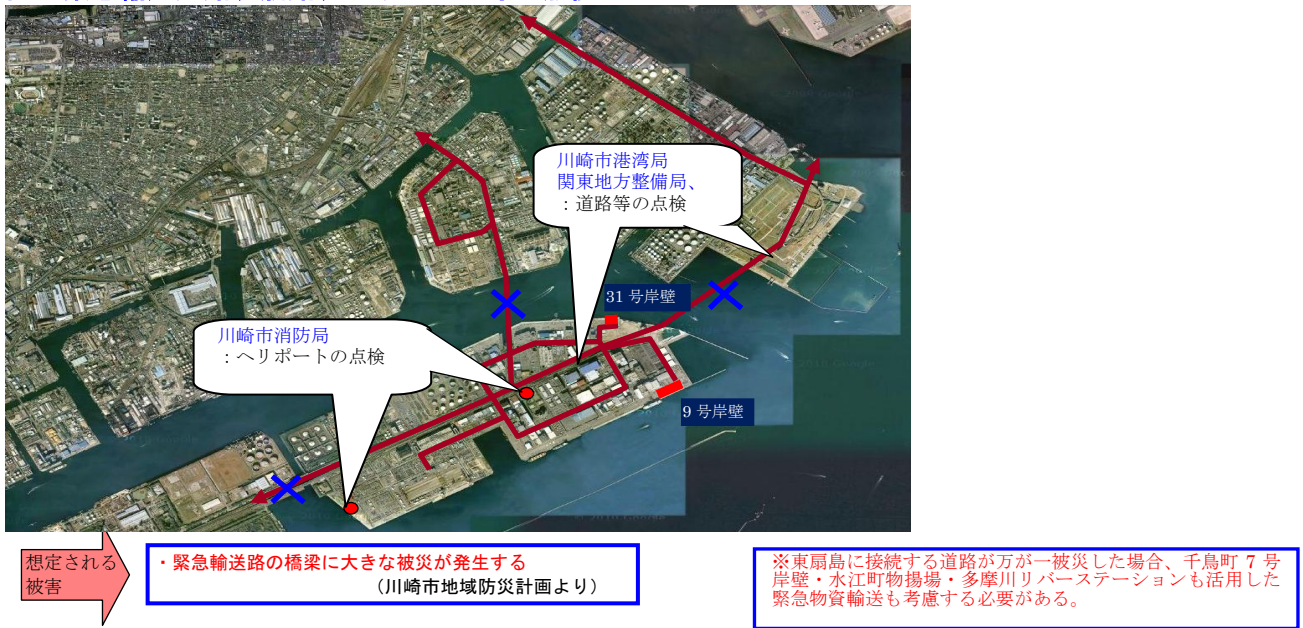 川崎市港湾局
関東地方整備局、
：道路等の点検
31 号岸壁
川崎市消防局
：ヘリポートの点検
9 号岸壁
想定される
被害
・緊急輸送路の橋梁に大きな被災が発生する
（川崎市地域防災計画より）
※東扇島に接続する道路が万が一被災した場合、千鳥町 7 号
岸壁・水江町物揚場・多摩川リバーステーションも活用した
緊急物資輸送も考慮する必要がある。